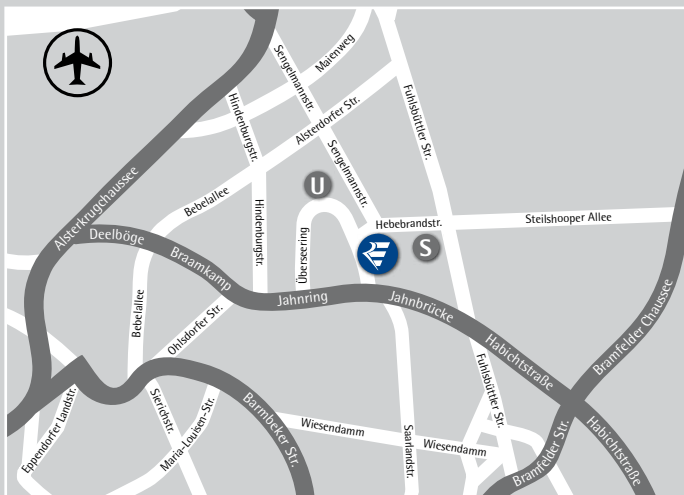 Sengelmannstr.
Maienweg
Hindenburgstr.
Alsterdorfer Str.
Fuhlsbüttler Str.
Sengelmannstr.
Alsterkrugchaussee
Bebelallee
U
Hindenburgstr.
Hebebrandstr.
Steilshooper Allee
Deelböge
Überseering
S
Braamkamp
Jahnring
Jahnbrücke
Bramfelder Chaussee
Bebelallee
Ohlsdorfer Str.
Habichtstraße
Fuhlsbüttler Str.
Eppendorfer Landstr.
Sierichstr.
Maria-Louisen-Str.
Barmbeker Str.
Wiesendamm
Saarlandstr.
Wiesendamm
Bramfelder Str.
Habichtstraße